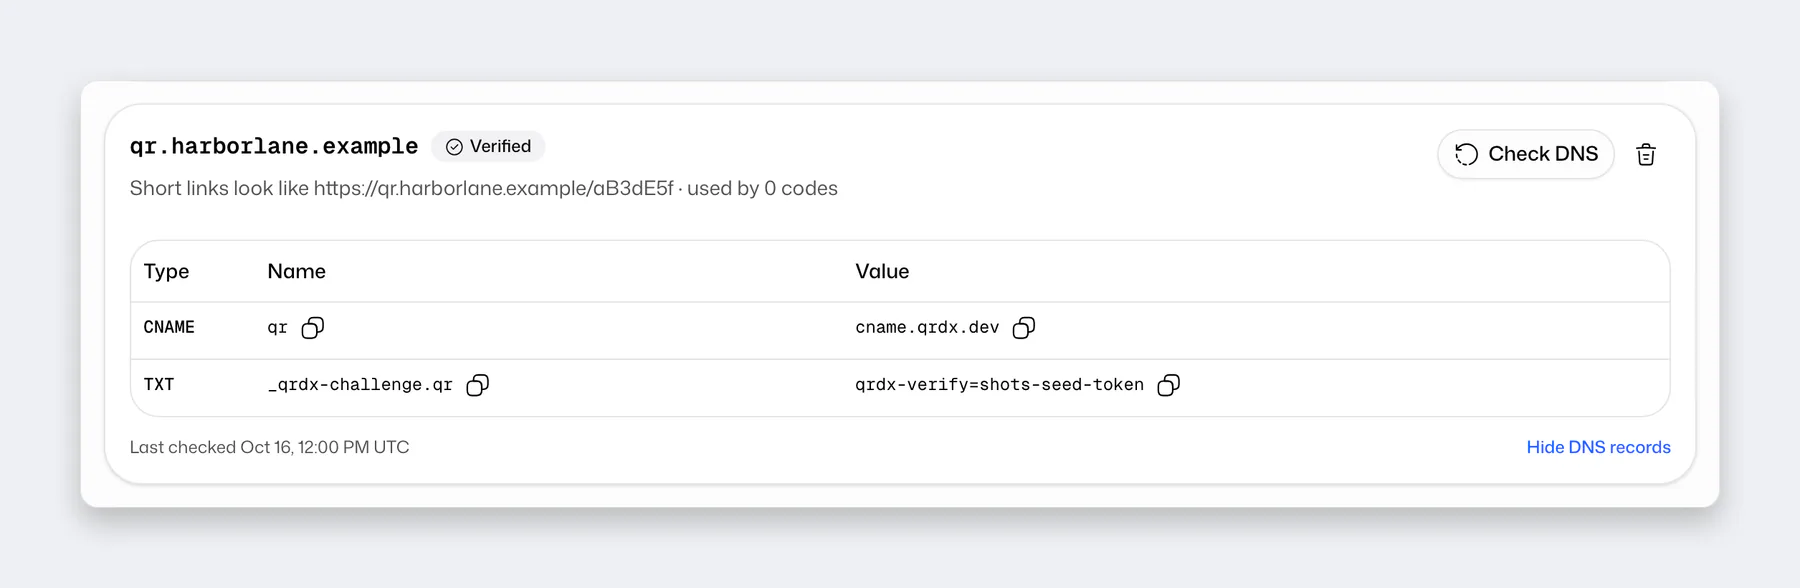 qr.harborlane.example Verified
Check DNS
Short links look like https://qr.harborlane.example/aB3dE5f · used by 0 codes
Type Name Value
CNAME qr cname.qrdx.dev
TXT _qrdx-challenge.qr qrdx-verify=shots-seed-token
Last checked Oct 16, 12:00 PM UTC
Hide DNS records